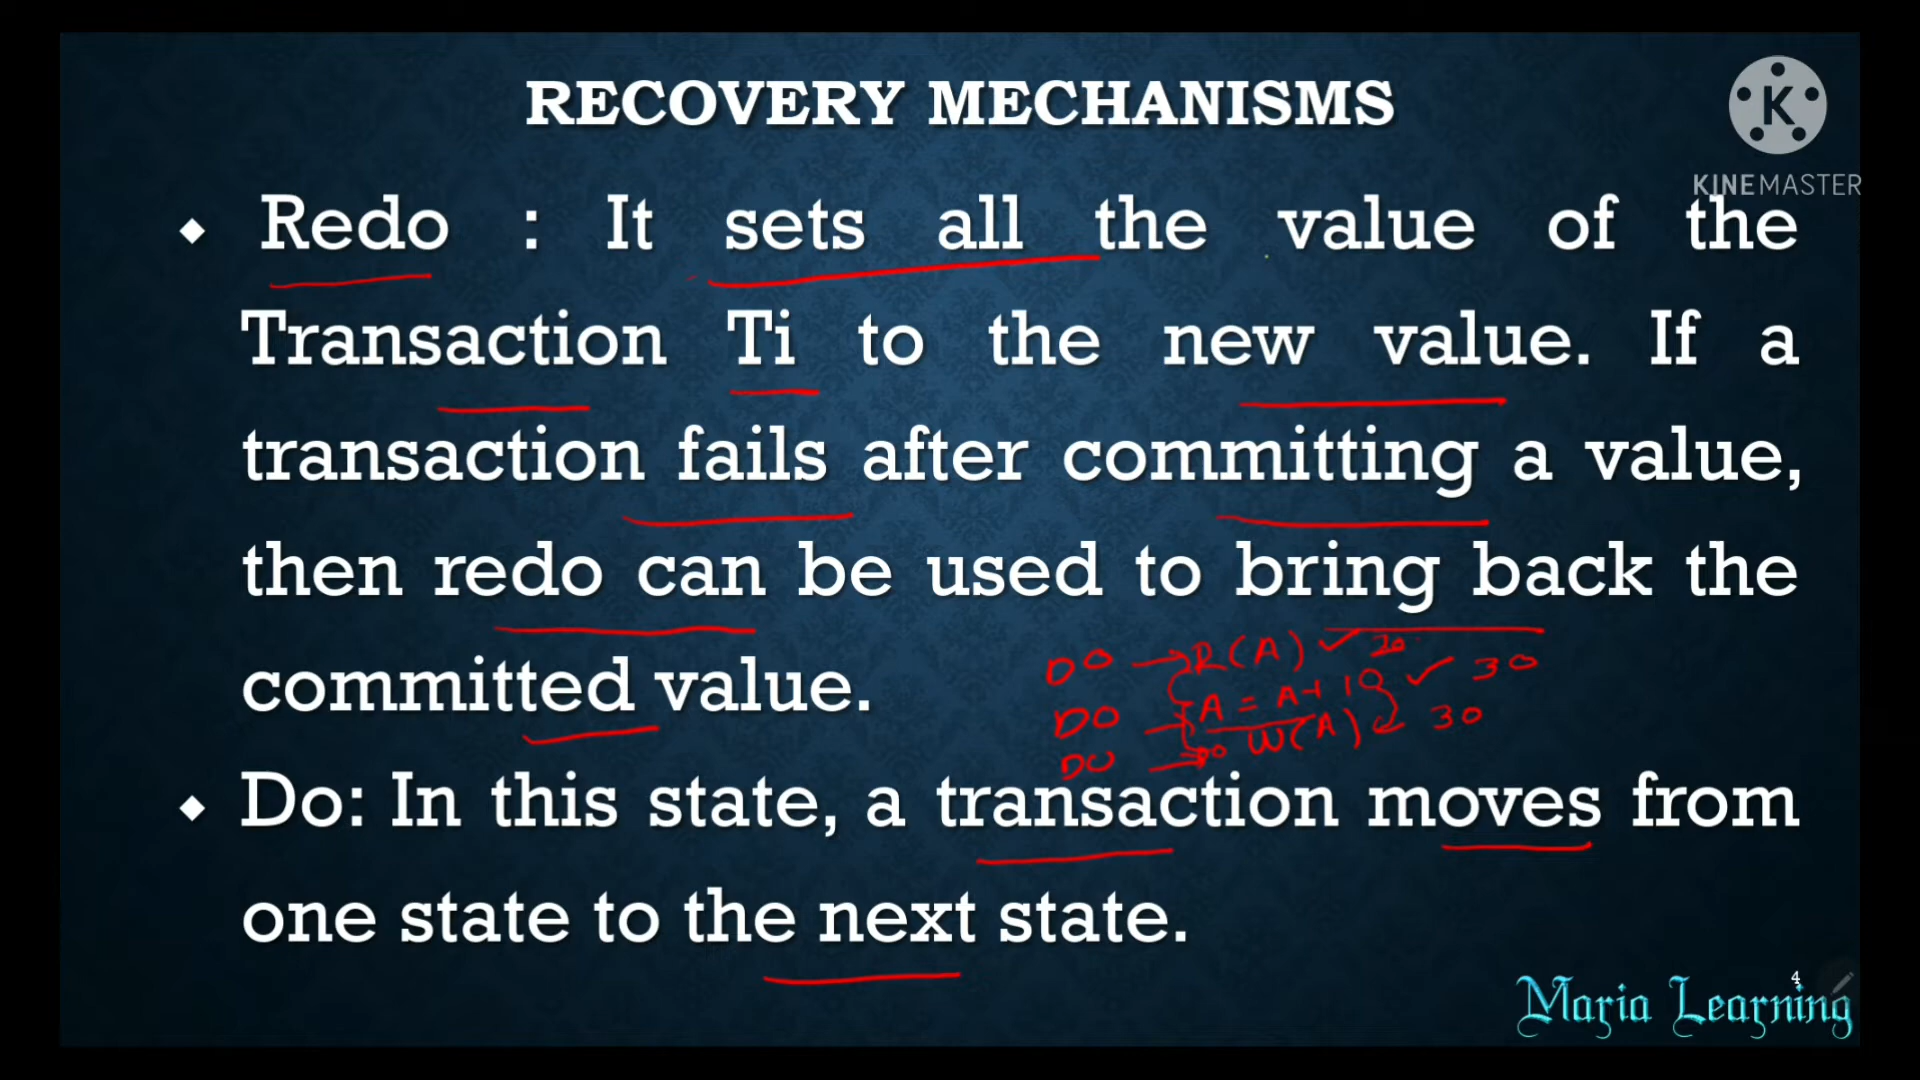 RECOVERY MECHANISMS
K
KINEMASTER
◆ Redo : It sets all the value of the
Transaction Ti to the new value. If a
transaction fails after committing a value,
then redo can be used to bring back the
committed value.
DO → R(A) ✓ 20
DO → A = A+10 ✓ 30
DO → W(A) 30
◆ Do: In this state, a transaction moves from
one state to the next state.
4
Maria Learning